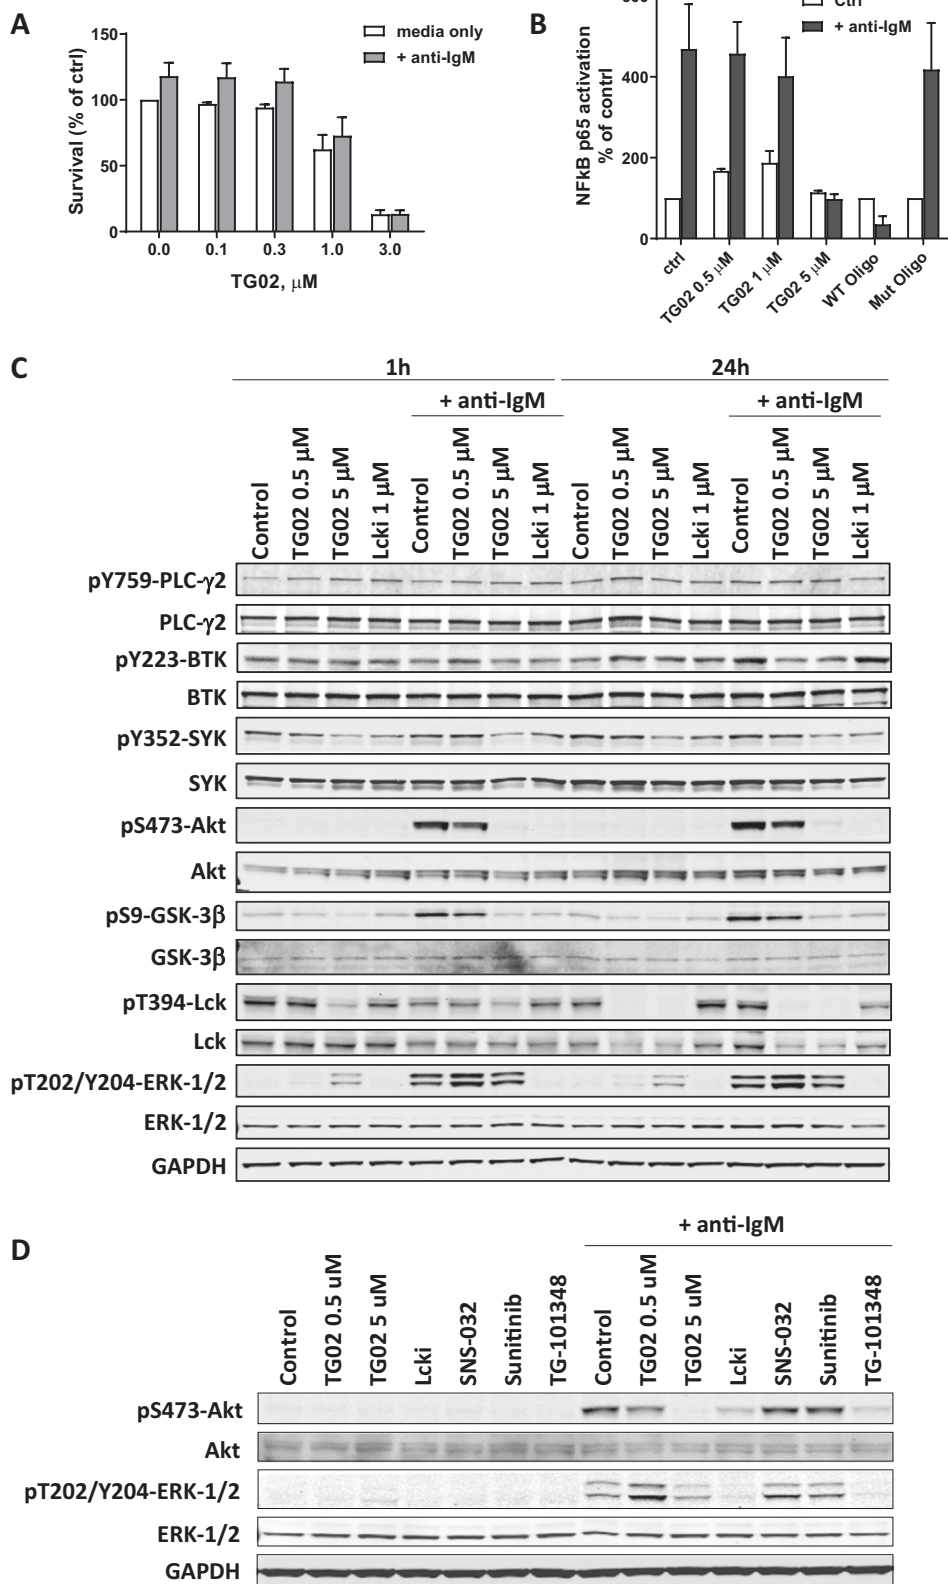 A
150
100
50
0
Survival (% of ctrl)
media only
+ anti-IgM
0.0 0.1 0.3 1.0 3.0
TG02, μM
B
400
200
0
NFkB p65 activation
% of contrl
Ctrl
+ anti-IgM
ctrl
TG02 0.5 μM
TG02 1 μM
TG02 5 μM
WT Oligo
Mut Oligo
C
1h 24h
+ anti-IgM + anti-IgM
Control
TG02 0.5 μM
TG02 5 μM
Lcki 1 μM
Control
TG02 0.5 μM
TG02 5 μM
Lcki 1 μM
Control
TG02 0.5 μM
TG02 5 μM
Lcki 1 μM
Control
TG02 0.5 μM
TG02 5 μM
Lcki 1 μM
pY759-PLC-γ2
PLC-γ2
pY223-BTK
BTK
pY352-SYK
SYK
pS473-Akt
Akt
pS9-GSK-3β
GSK-3β
pT394-Lck
Lck
pT202/Y204-ERK-1/2
ERK-1/2
GAPDH
D
+ anti-IgM
Control
TG02 0.5 uM
TG02 5 uM
Lcki
SNS-032
Sunitinib
TG-101348
Control
TG02 0.5 uM
TG02 5 uM
Lcki
SNS-032
Sunitinib
TG-101348
pS473-Akt
Akt
pT202/Y204-ERK-1/2
ERK-1/2
GAPDH